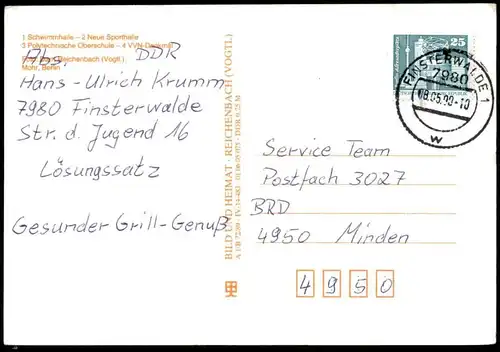 1 Schwimmhalle – 2 Neue Sporthalle
3 Polytechnische Oberschule – 4 VVN-Denkmal
Reichenbach (Vogtl.)
Mohr, Berlin
Abs. DDR
Hans-Ulrich Krumm
7980 Finsterwalde
Str. d. Jugend 16
Lösungssatz
Gesunder Grill-Genuß
BILD UND HEIMAT · REICHENBACH (VOGTL)
25
FINSTERWALDE 1
7980
w
Service Team
Postfach 3027
BRD
4950 Minden
4 9 5 0